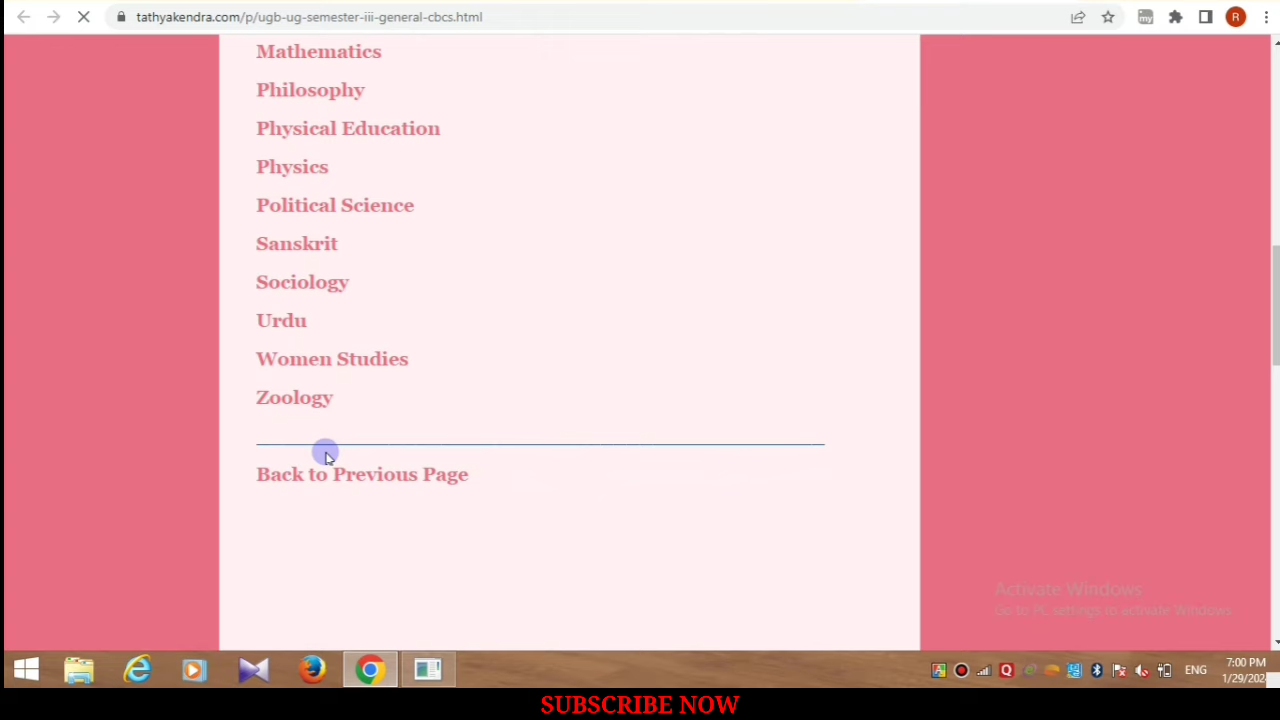 tathyakendra.com/p/ugb-ug-semester-iii-general-cbcs.html
my
R
Mathematics
Philosophy
Physical Education
Physics
Political Science
Sanskrit
Sociology
Urdu
Women Studies
Zoology
Back to Previous Page
Activate Windows
Go to PC settings to activate Windows.
ENG
7:00 PM
1/29/202
SUBSCRIBE NOW